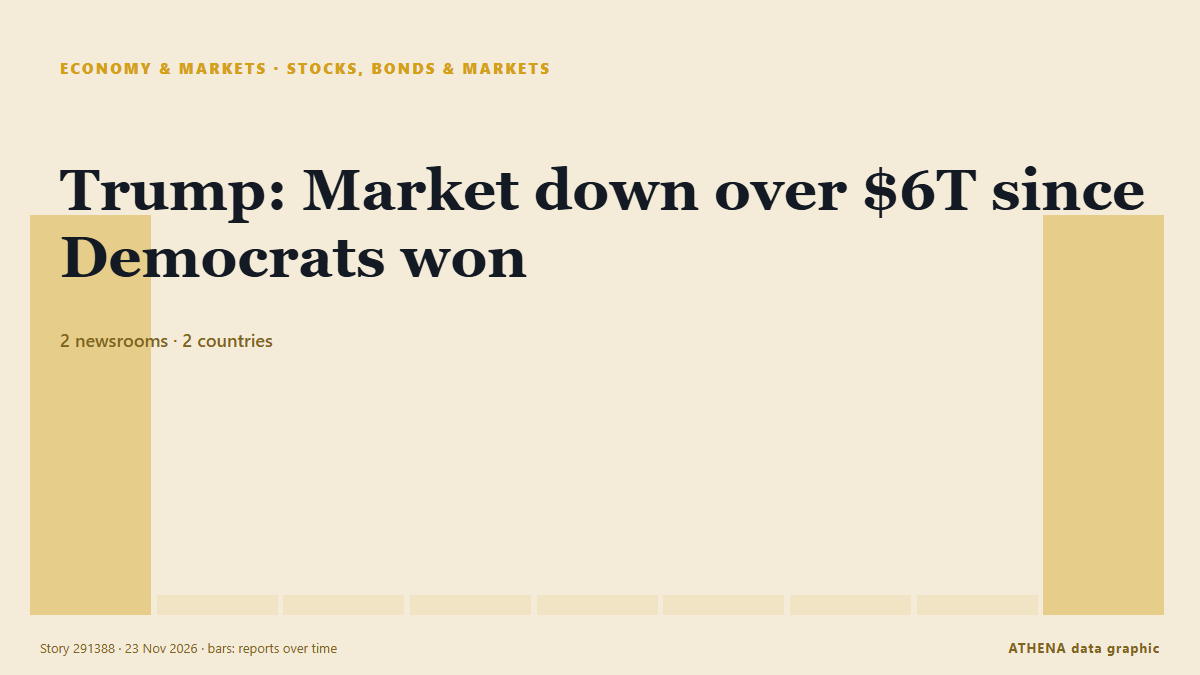 ECONOMY & MARKETS · STOCKS, BONDS & MARKETS
Trump: Market down over $6T since
Democrats won
2 newsrooms · 2 countries
Story 291388 · 23 Nov 2026 · bars: reports over time
ATHENA data graphic